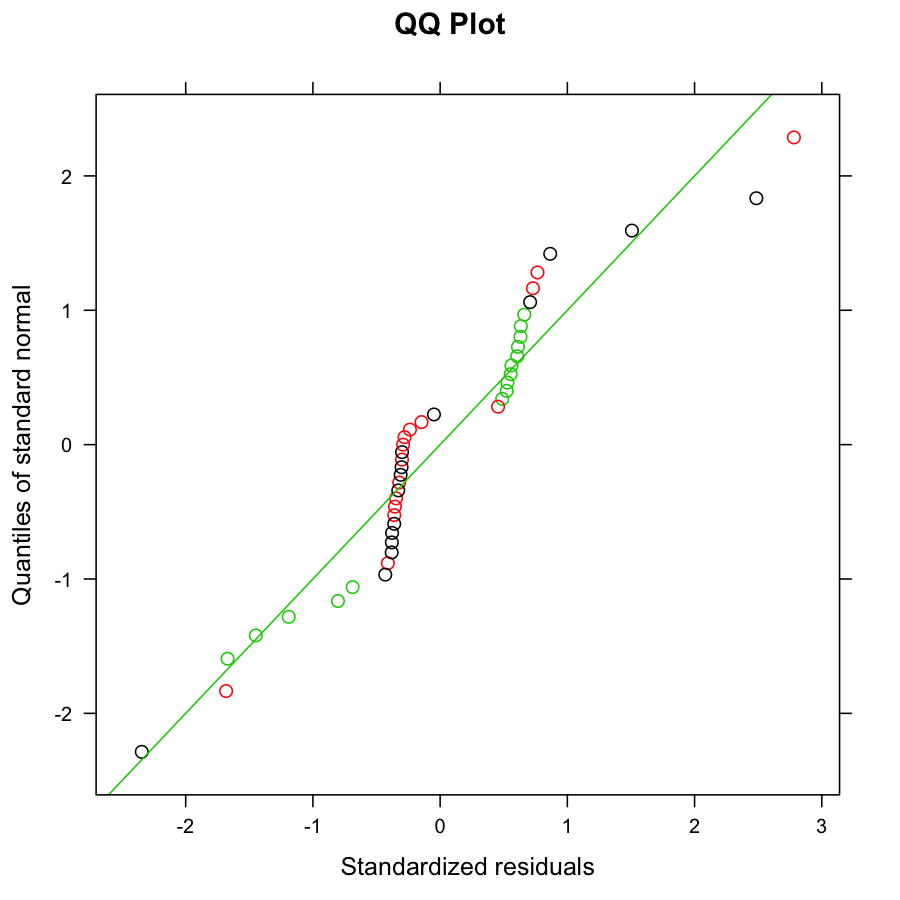 QQ Plot
Quantiles of standard normal
2
1
0
-1
-2
-2 -1 0 1 2 3
Standardized residuals